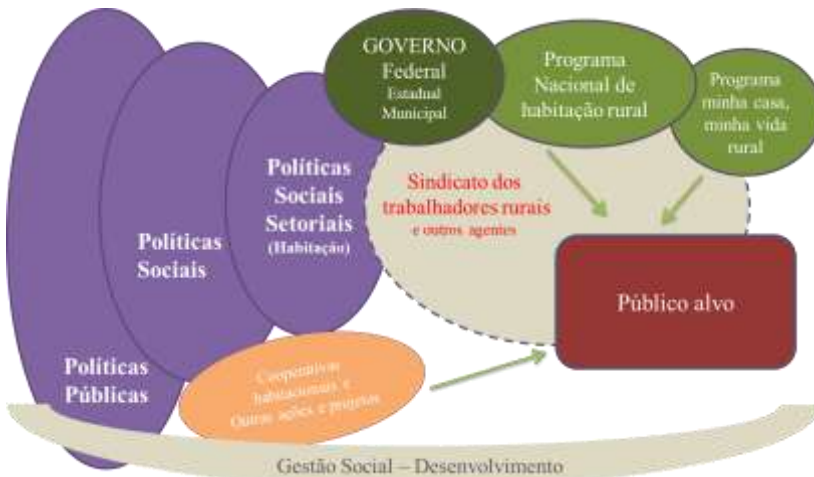 GOVERNO
Federal
Estadual
Municipal
Programa
Nacional de
habitação rural
Programa
minha casa,
minha vida
rural
Políticas
Sociais
Setoriais
(Habitação)
Sindicato dos
trabalhadores rurais
e outros agentes
Políticas
Sociais
Público alvo
Políticas
Públicas
Cooperativas
habitacionais e
Outras ações e projetos
Gestão Social – Desenvolvimento